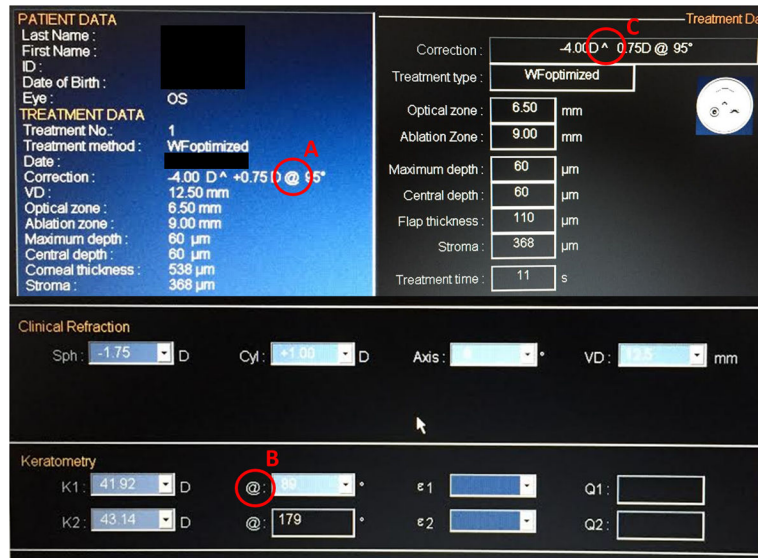 PATIENT DATA
Last Name :
First Name :
ID :
Date of Birth :
Eye : OS
TREATMENT DATA
Treatment No.: 1
Treatment method : WFoptimized
Date :
Correction : -4.00 D ^ +0.75 D @ 95°
VD : 12.50 mm
Optical zone : 6.50 mm
Ablation zone : 9.00 mm
Maximum depth : 60 µm
Central depth : 60 µm
Corneal thickness : 538 µm
Stroma : 368 µm
A
Treatment Da
C
Correction : -4.00D ^ 0.75D @ 95°
Treatment type : WFoptimized
Optical zone : 6.50 mm
Ablation Zone : 9.00 mm
Maximum depth : 60 µm
Central depth : 60 µm
Flap thickness : 110 µm
Stroma : 368 µm
Treatment time : 11 s
Clinical Refraction
Sph : -1.75 D Cyl : +1.00 D Axis : ° VD : 12.5 mm
Keratometry
B
K1 : 41.92 D @ : 89 ° ε1 Q1 :
K2 : 43.14 D @ : 179 ° ε2 Q2 :